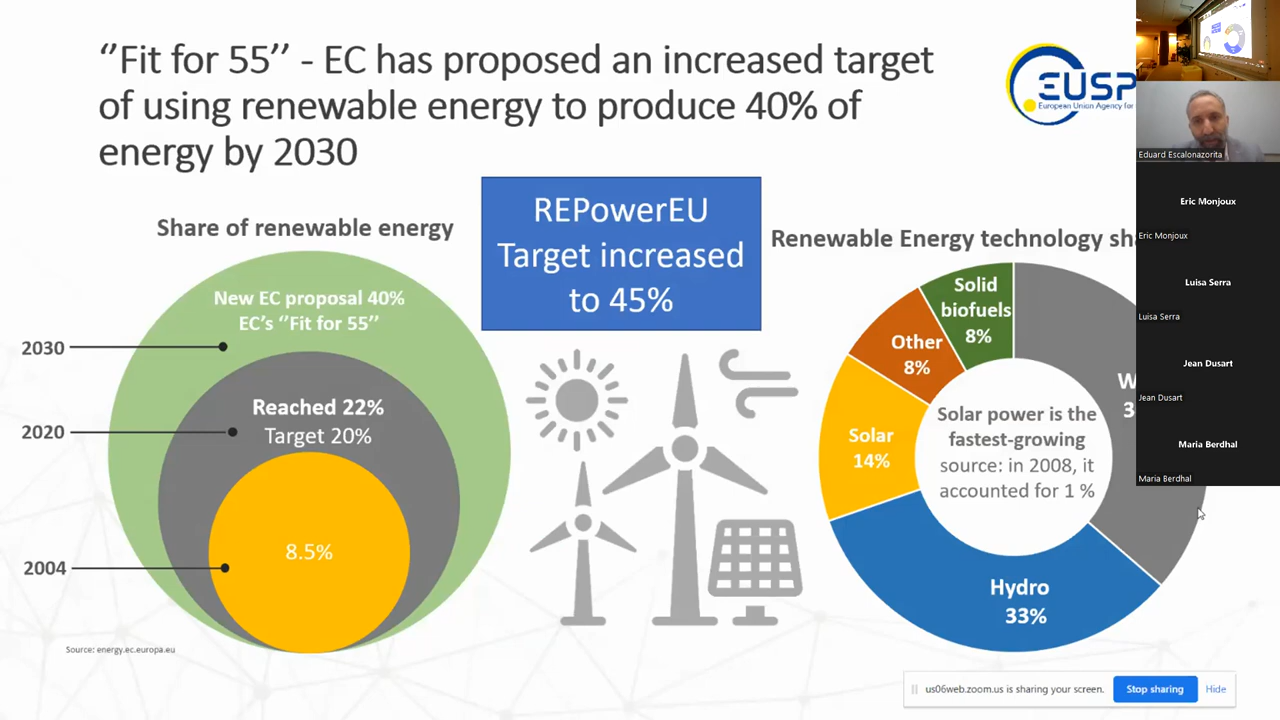 ‘’Fit for 55’’ - EC has proposed an increased target
of using renewable energy to produce 40% of
energy by 2030
EUSP
European Union Agency for
Share of renewable energy
New EC proposal 40%
EC’s ‘’Fit for 55’’
2030
Reached 22%
Target 20%
2020
8.5%
2004
Source: energy.ec.europa.eu
REPowerEU
Target increased
to 45%
Renewable Energy technology
Solid
biofuels
8%
Other
8%
Solar
14%
Hydro
33%
Solar power is the
fastest-growing
source: in 2008, it
accounted for 1 %
Eduard Escalonazorita
Eric Monjoux
Eric Monjoux
Luisa Serra
Luisa Serra
Jean Dusart
Jean Dusart
Maria Berdhal
Maria Berdhal
us06web.zoom.us is sharing your screen.
Stop sharing
Hide